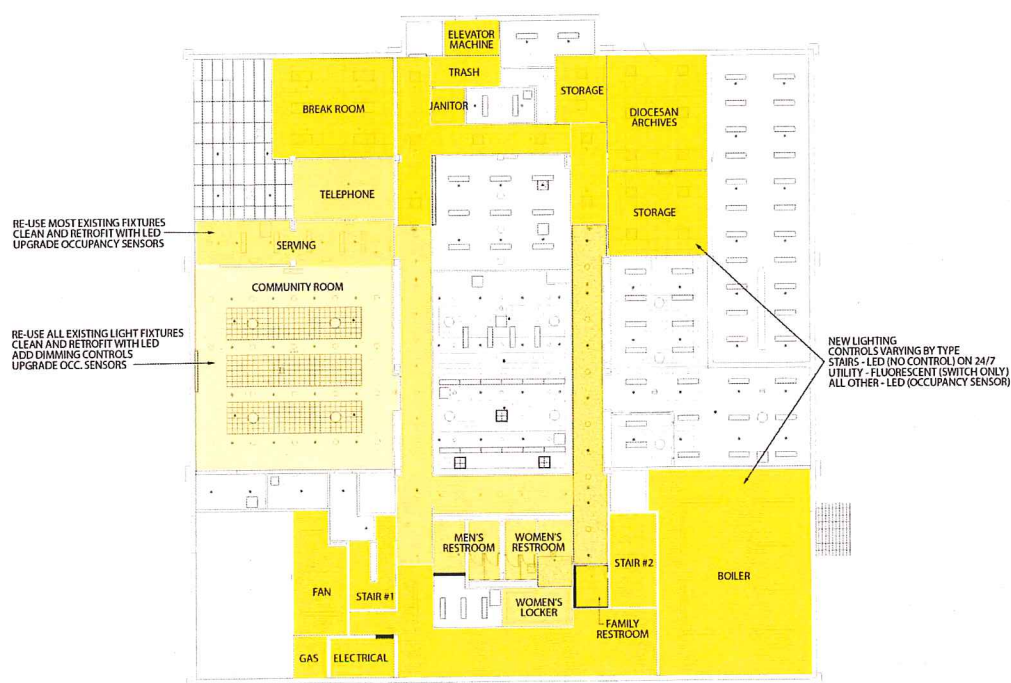 ELEVATOR
MACHINE
TRASH
STORAGE
JANITOR
BREAK ROOM
DIOCESAN
ARCHIVES
TELEPHONE
STORAGE
RE-USE MOST EXISTING FIXTURES
CLEAN AND RETROFIT WITH LED
UPGRADE OCCUPANCY SENSORS
SERVING
COMMUNITY ROOM
RE-USE ALL EXISTING LIGHT FIXTURES
CLEAN AND RETROFIT WITH LED
ADD DIMMING CONTROLS
UPGRADE OCC. SENSORS
NEW LIGHTING
CONTROLS VARYING BY TYPE
STAIRS - LED (NO CONTROL) ON 24/7
UTILITY - FLUORESCENT (SWITCH ONLY)
ALL OTHER - LED (OCCUPANCY SENSOR)
MEN'S
RESTROOM
WOMEN'S
RESTROOM
STAIR #2
BOILER
FAN
STAIR #1
WOMEN'S
LOCKER
FAMILY
RESTROOM
GAS
ELECTRICAL